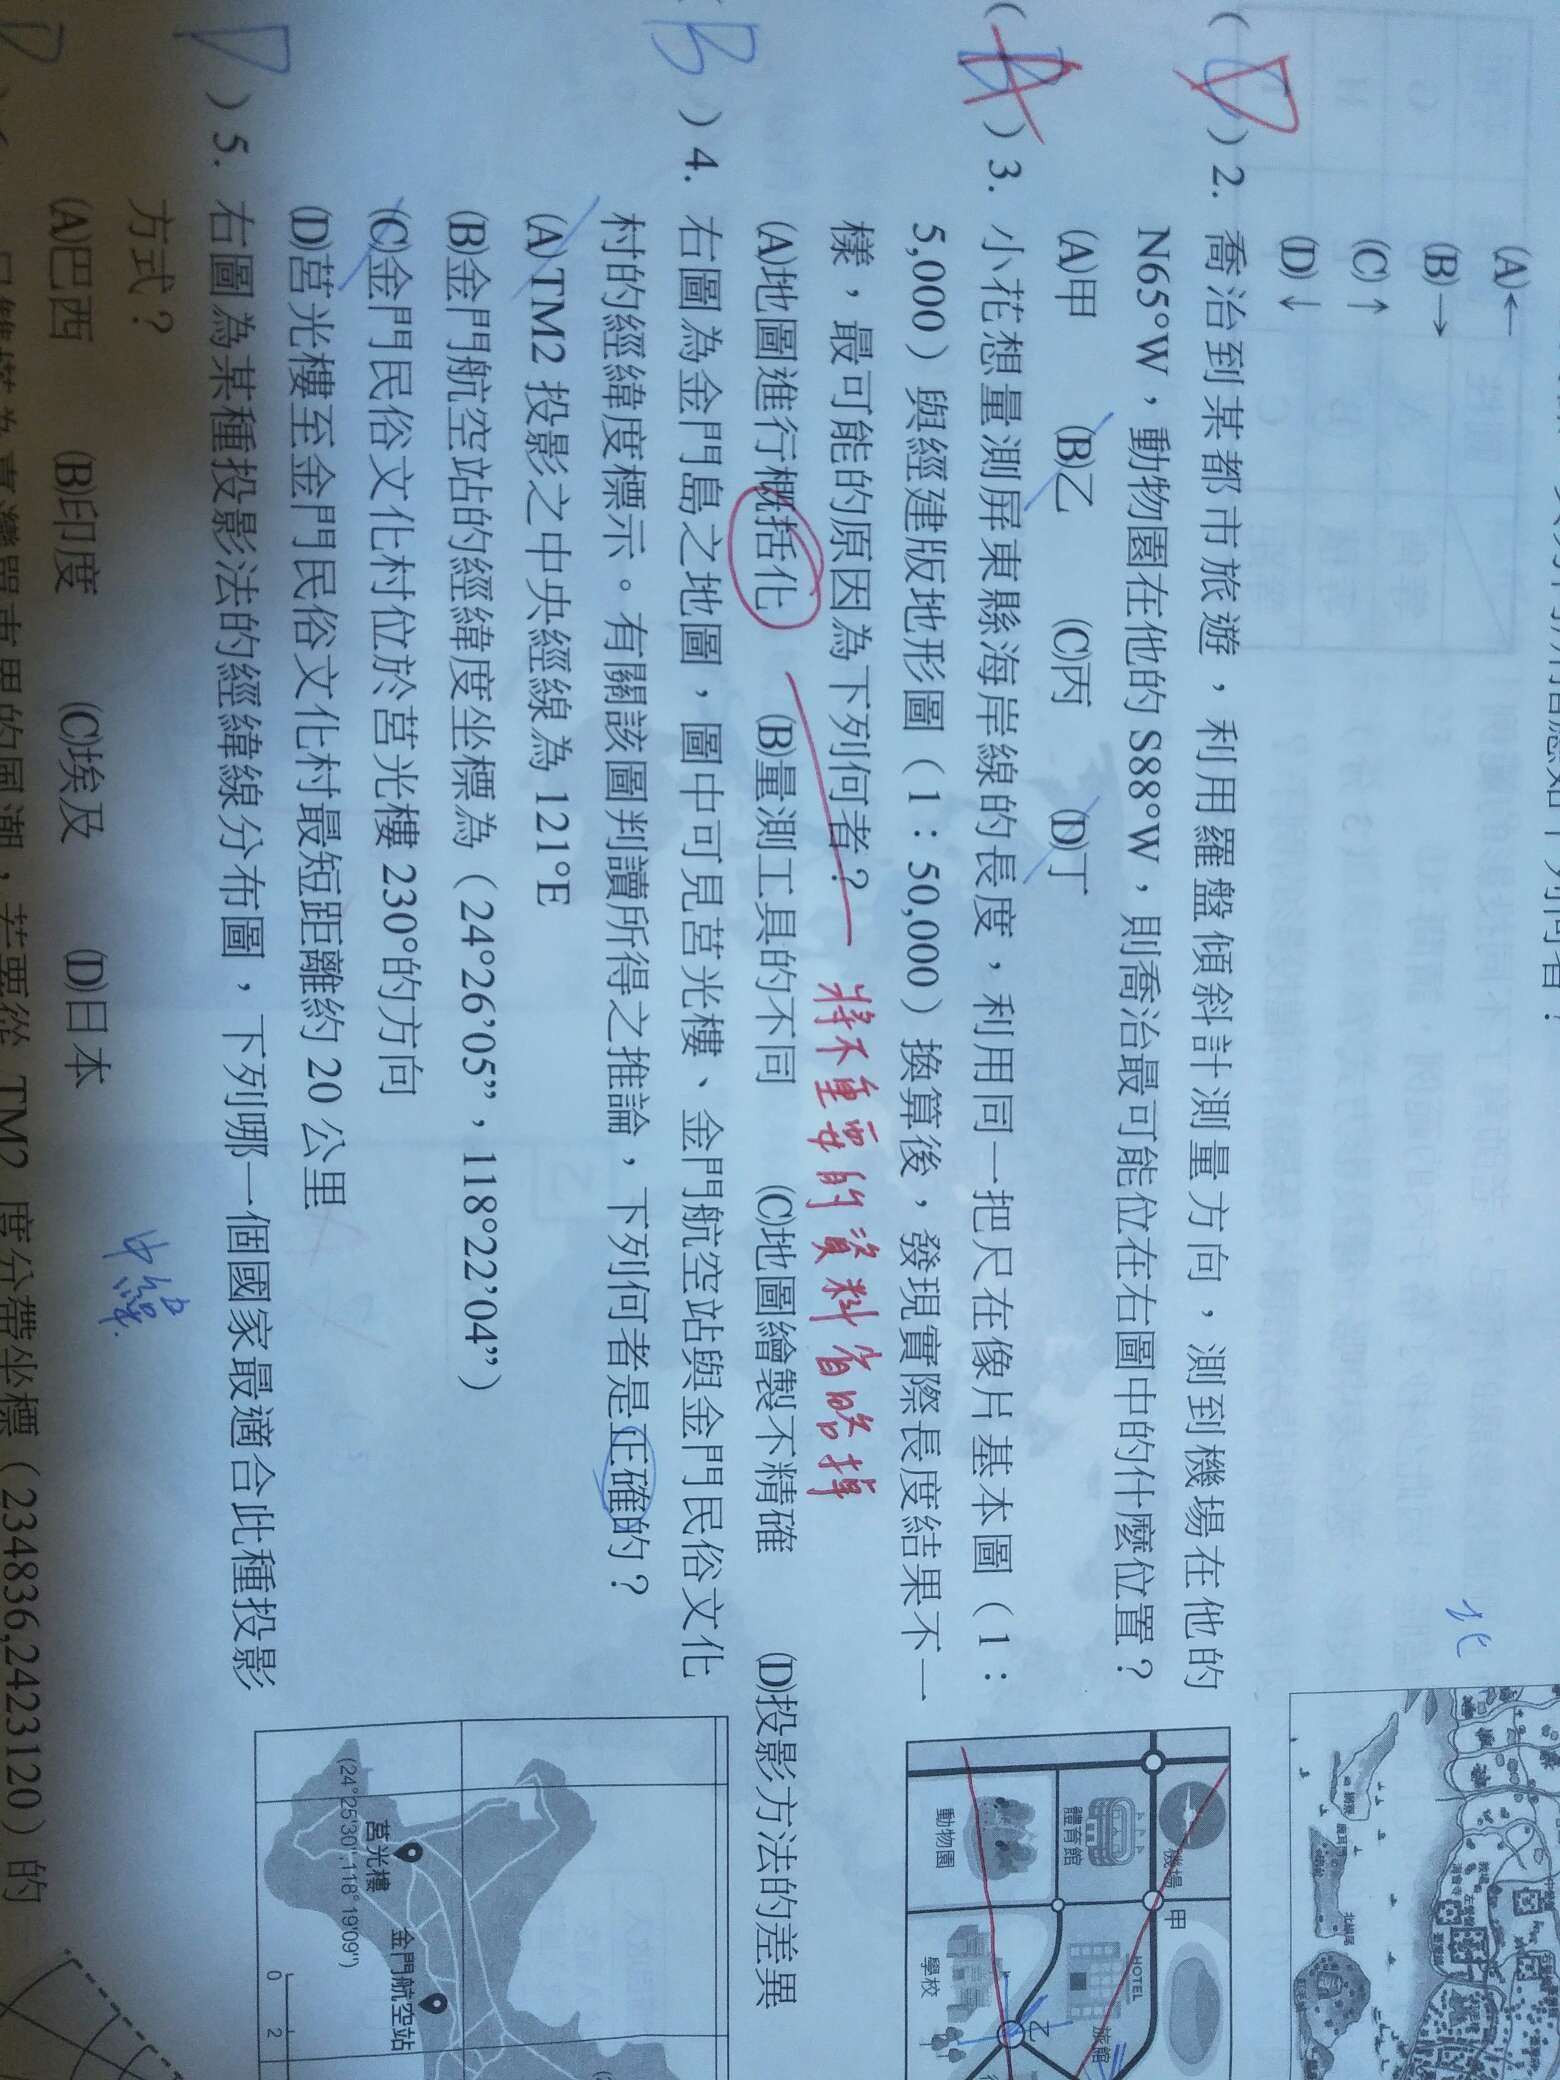 (A)←
(B)→
(C)↑
(D)↓
( D )2. 喬治到某都市旅遊,利用羅盤傾斜計測量方向,測到機場在他的
N65°W,動物園在他的 S88°W,則喬治最可能位在右圖中的什麼位置?
(A)甲 (B)乙 (C)丙 (D)丁
( A )3. 小花想量測屏東縣海岸線的長度,利用同一把尺在像片基本圖(1:
5,000)與經建版地形圖(1:50,000)換算後,發現實際長度結果不一
樣,最可能的原因為下列何者?
將不重要的資料省略掉
(A)地圖進行概括化 (B)量測工具的不同 (C)地圖繪製不精確 (D)投影方法的差異
( B )4. 右圖為金門島之地圖,圖中可見莒光樓、金門航空站與金門民俗文化
村的經緯度標示。有關該圖判讀所得之推論,下列何者是正確的?
(A)TM2 投影之中央經線為 121°E
(B)金門航空站的經緯度坐標為(24°26’05”,118°22’04”)
(C)金門民俗文化村位於莒光樓 230°的方向
(D)莒光樓至金門民俗文化村最短距離約 20 公里
( D )5. 右圖為某種投影法的經緯線分布圖,下列哪一個國家最適合此種投影
方式?
中緯
(A)巴西 (B)印度 (C)埃及 (D)日本
TM2 度分帶坐標(234836,2423120)的
北
機場
甲
體育館
動物園
HOTEL
旅館
乙
學校
莒光樓
(24°25'30",118°19'09")
金門航空站
0 2